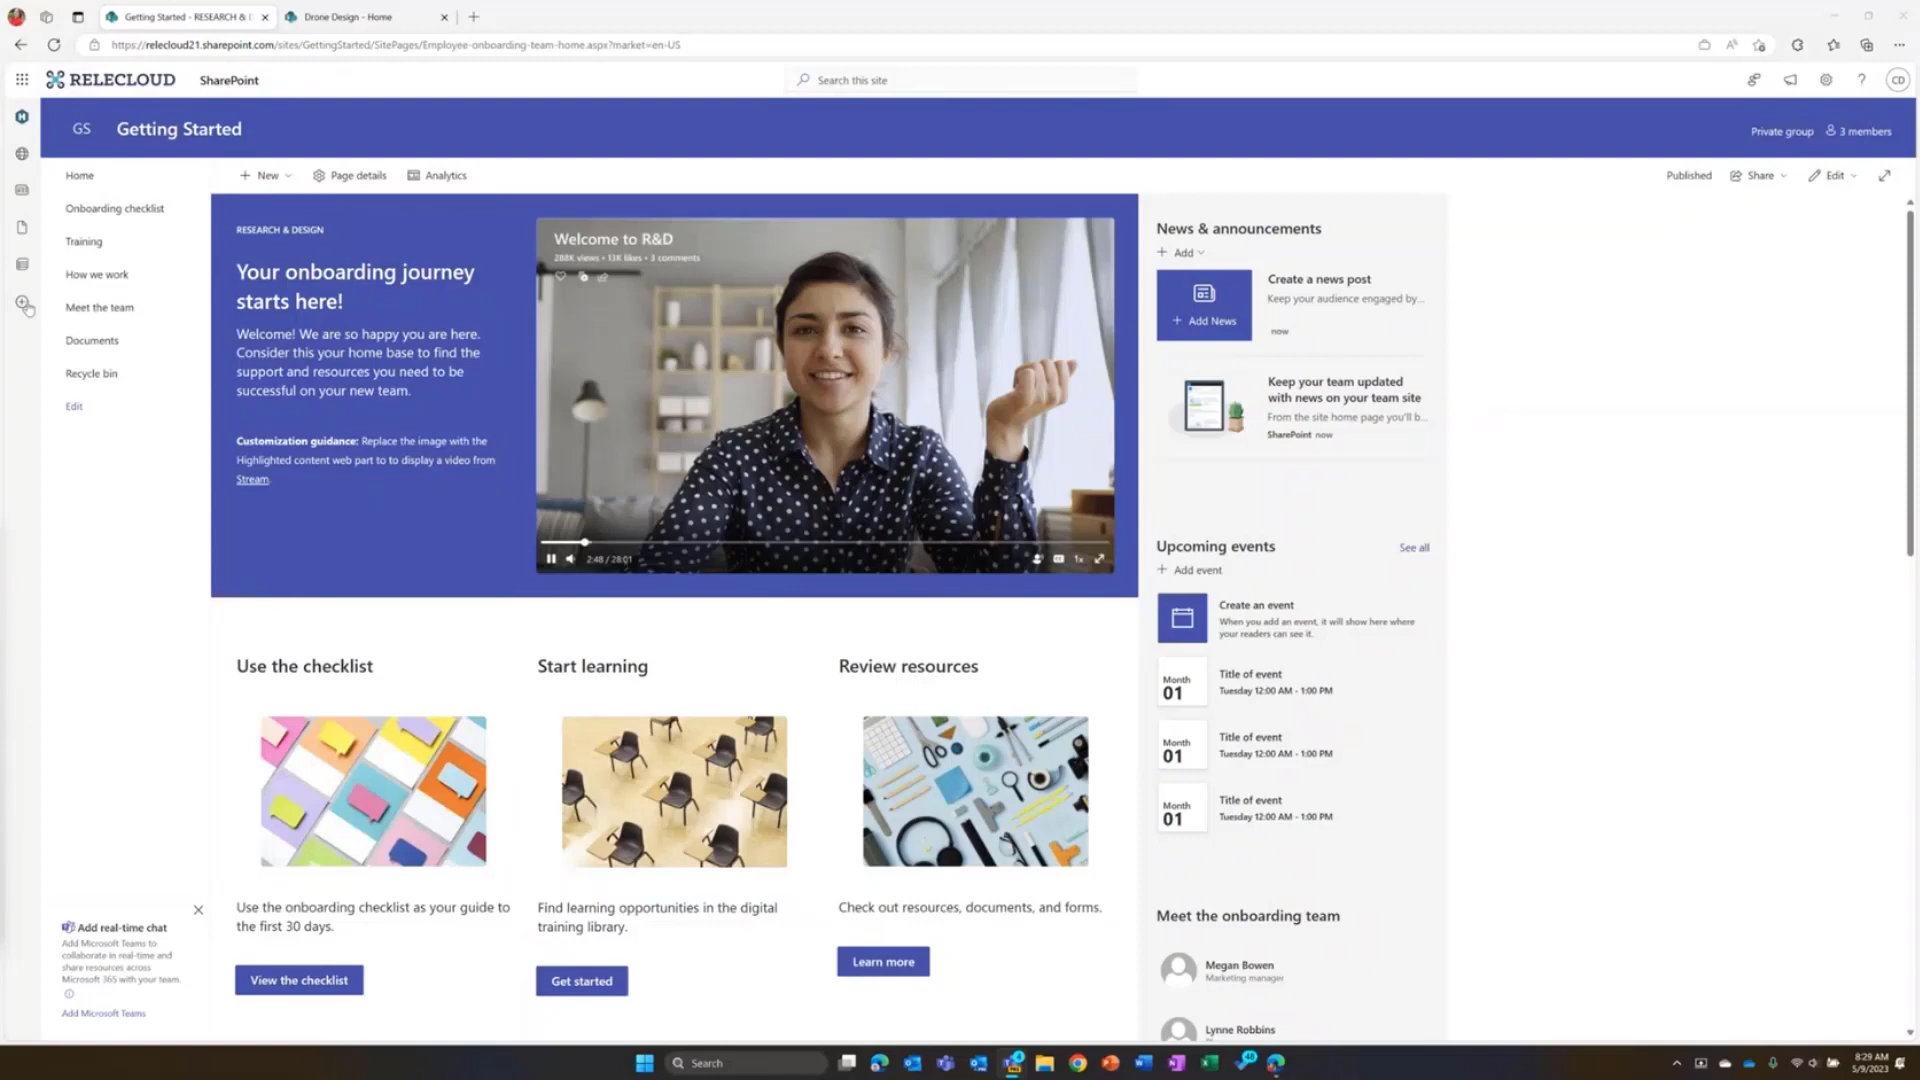 Getting Started - RESEARCH & D
Drone Design - Home
https://relecloud21.sharepoint.com/sites/GettingStarted/SitePages/Employee-onboarding-team-home.aspx?market=en-US
RELECLOUD
SharePoint
Search this site
CD
GS
Getting Started
Private group
3 members
Home
Onboarding checklist
Training
How we work
Meet the team
Documents
Recycle bin
Edit
New
Page details
Analytics
Published
Share
Edit
RESEARCH & DESIGN
Your onboarding journey
starts here!
Welcome! We are so happy you are here.
Consider this your home base to find the
support and resources you need to be
successful on your new team.
Customization guidance: Replace the image with the
Highlighted content web part to to display a video from
Stream.
Welcome to R&D
288K views • 13K likes • 3 comments
2:48 / 28:01
1x
News & announcements
Add
Add News
Create a news post
Keep your audience engaged by...
now
Keep your team updated
with news on your team site
From the site home page you'll b...
SharePoint now
Upcoming events
See all
Add event
Create an event
When you add an event, it will show here where
your readers can see it.
Month
01
Title of event
Tuesday 12:00 AM - 1:00 PM
Month
01
Title of event
Tuesday 12:00 AM - 1:00 PM
Month
01
Title of event
Tuesday 12:00 AM - 1:00 PM
Meet the onboarding team
Megan Bowen
Marketing manager
Lynne Robbins
Use the checklist
Use the onboarding checklist as your guide to
the first 30 days.
View the checklist
Start learning
Find learning opportunities in the digital
training library.
Get started
Review resources
Check out resources, documents, and forms.
Learn more
Add real-time chat
Add Microsoft Teams to
collaborate in real-time and
share resources across
Microsoft 365 with your team.
Add Microsoft Teams
Search
8:29 AM
5/9/2023